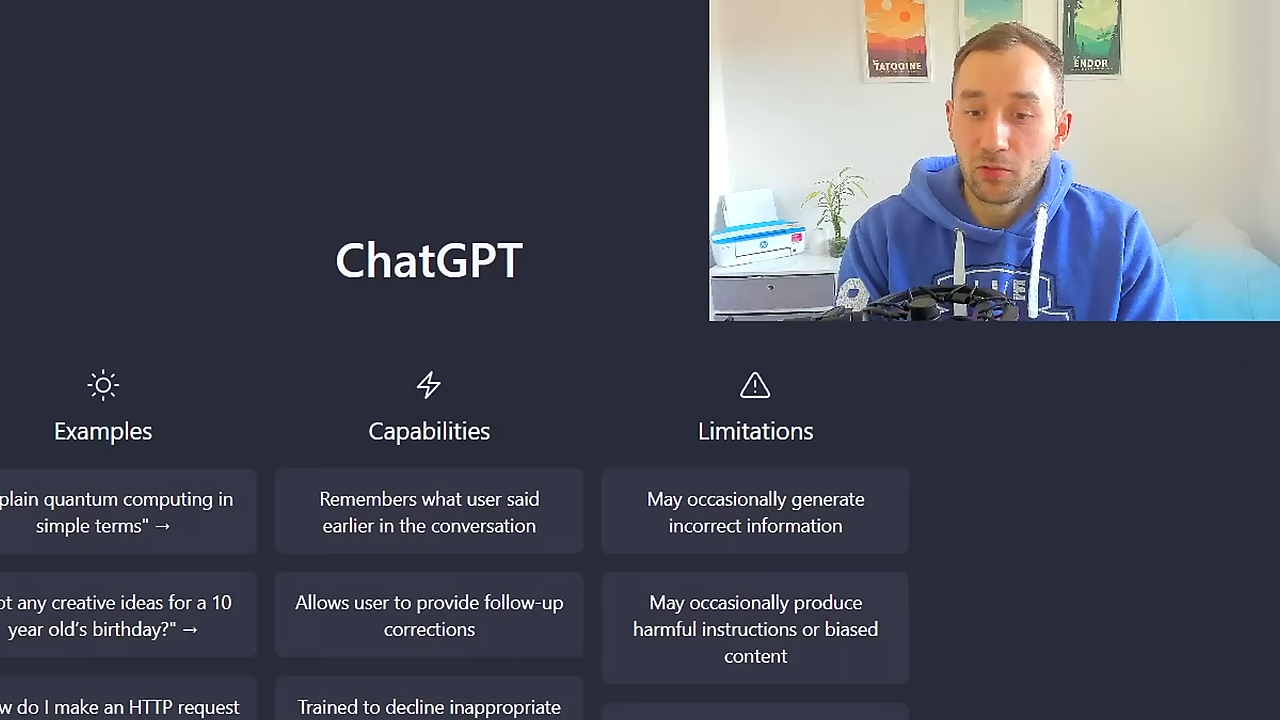 TATOOINE
ENDOR
hp
ChatGPT
Examples
Capabilities
Limitations
plain quantum computing in
simple terms" →
Remembers what user said
earlier in the conversation
May occasionally generate
incorrect information
ot any creative ideas for a 10
year old's birthday?" →
Allows user to provide follow-up
corrections
May occasionally produce
harmful instructions or biased
content
w do I make an HTTP request
Trained to decline inappropriate